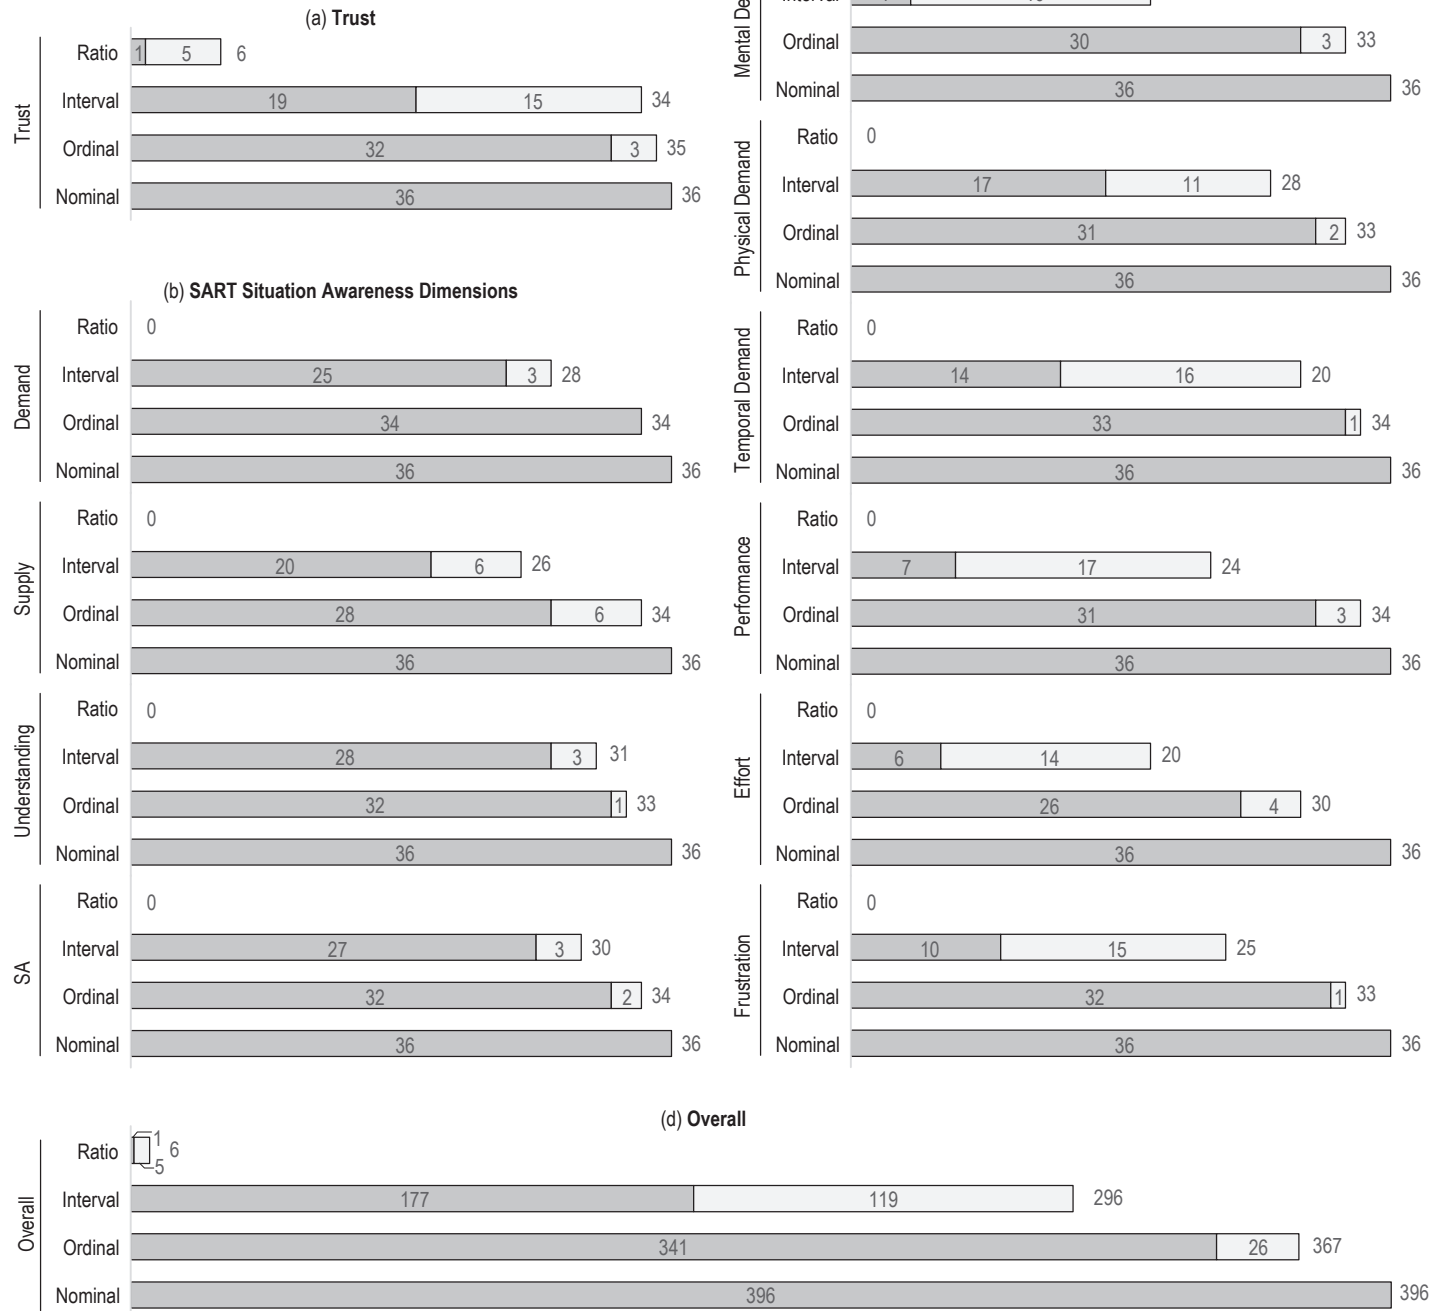 (a) Trust
Trust
Ratio 1 5 6
Interval 19 15 34
Ordinal 32 3 35
Nominal 36 36
(b) SART Situation Awareness Dimensions
Demand
Ratio 0
Interval 25 3 28
Ordinal 34 34
Nominal 36 36
Supply
Ratio 0
Interval 20 6 26
Ordinal 28 6 34
Nominal 36 36
Understanding
Ratio 0
Interval 28 3 31
Ordinal 32 1 33
Nominal 36 36
SA
Ratio 0
Interval 27 3 30
Ordinal 32 2 34
Nominal 36 36
Mental De
Ordinal 30 3 33
Nominal 36 36
Physical Demand
Ratio 0
Interval 17 11 28
Ordinal 31 2 33
Nominal 36 36
Temporal Demand
Ratio 0
Interval 14 16 20
Ordinal 33 1 34
Nominal 36 36
Performance
Ratio 0
Interval 7 17 24
Ordinal 31 3 34
Nominal 36 36
Effort
Ratio 0
Interval 6 14 20
Ordinal 26 4 30
Nominal 36 36
Frustration
Ratio 0
Interval 10 15 25
Ordinal 32 1 33
Nominal 36 36
(d) Overall
Overall
Ratio 1 5 6
Interval 177 119 296
Ordinal 341 26 367
Nominal 396 396